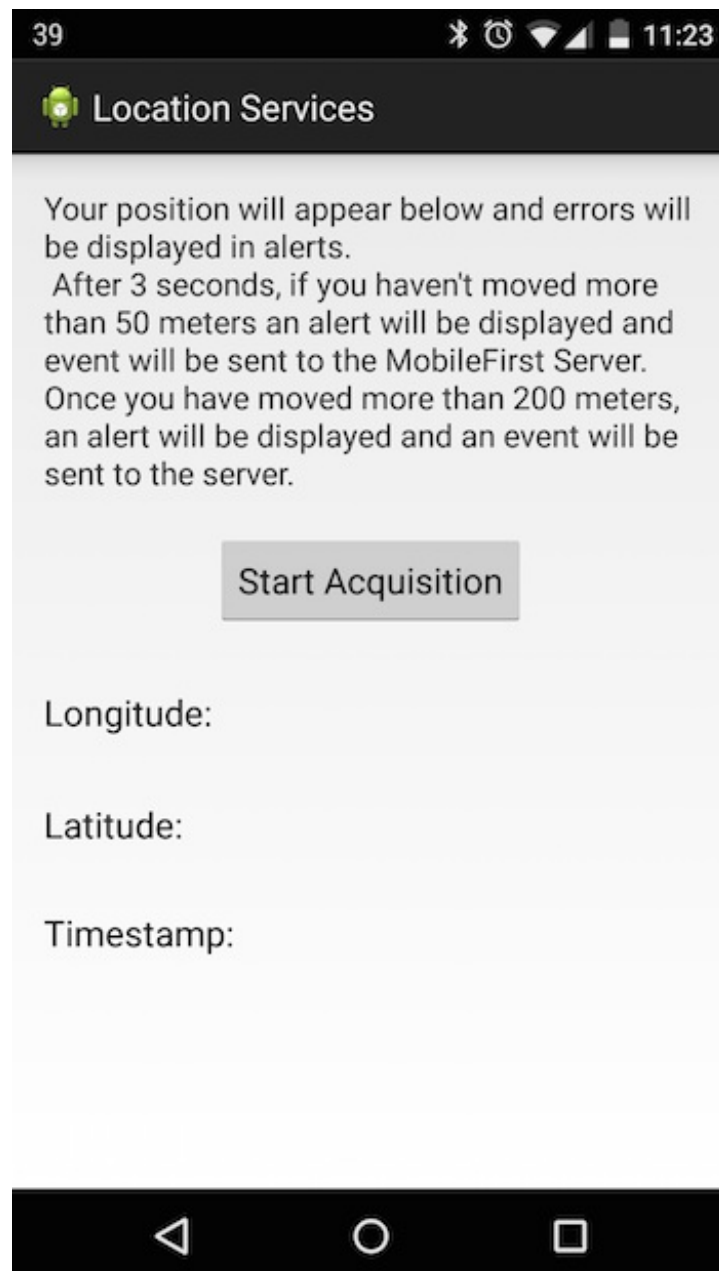 39 11:23
Location Services
Your position will appear below and errors will
be displayed in alerts.
After 3 seconds, if you haven't moved more
than 50 meters an alert will be displayed and
event will be sent to the MobileFirst Server.
Once you have moved more than 200 meters,
an alert will be displayed and an event will be
sent to the server.
Start Acquisition
Longitude:
Latitude:
Timestamp: